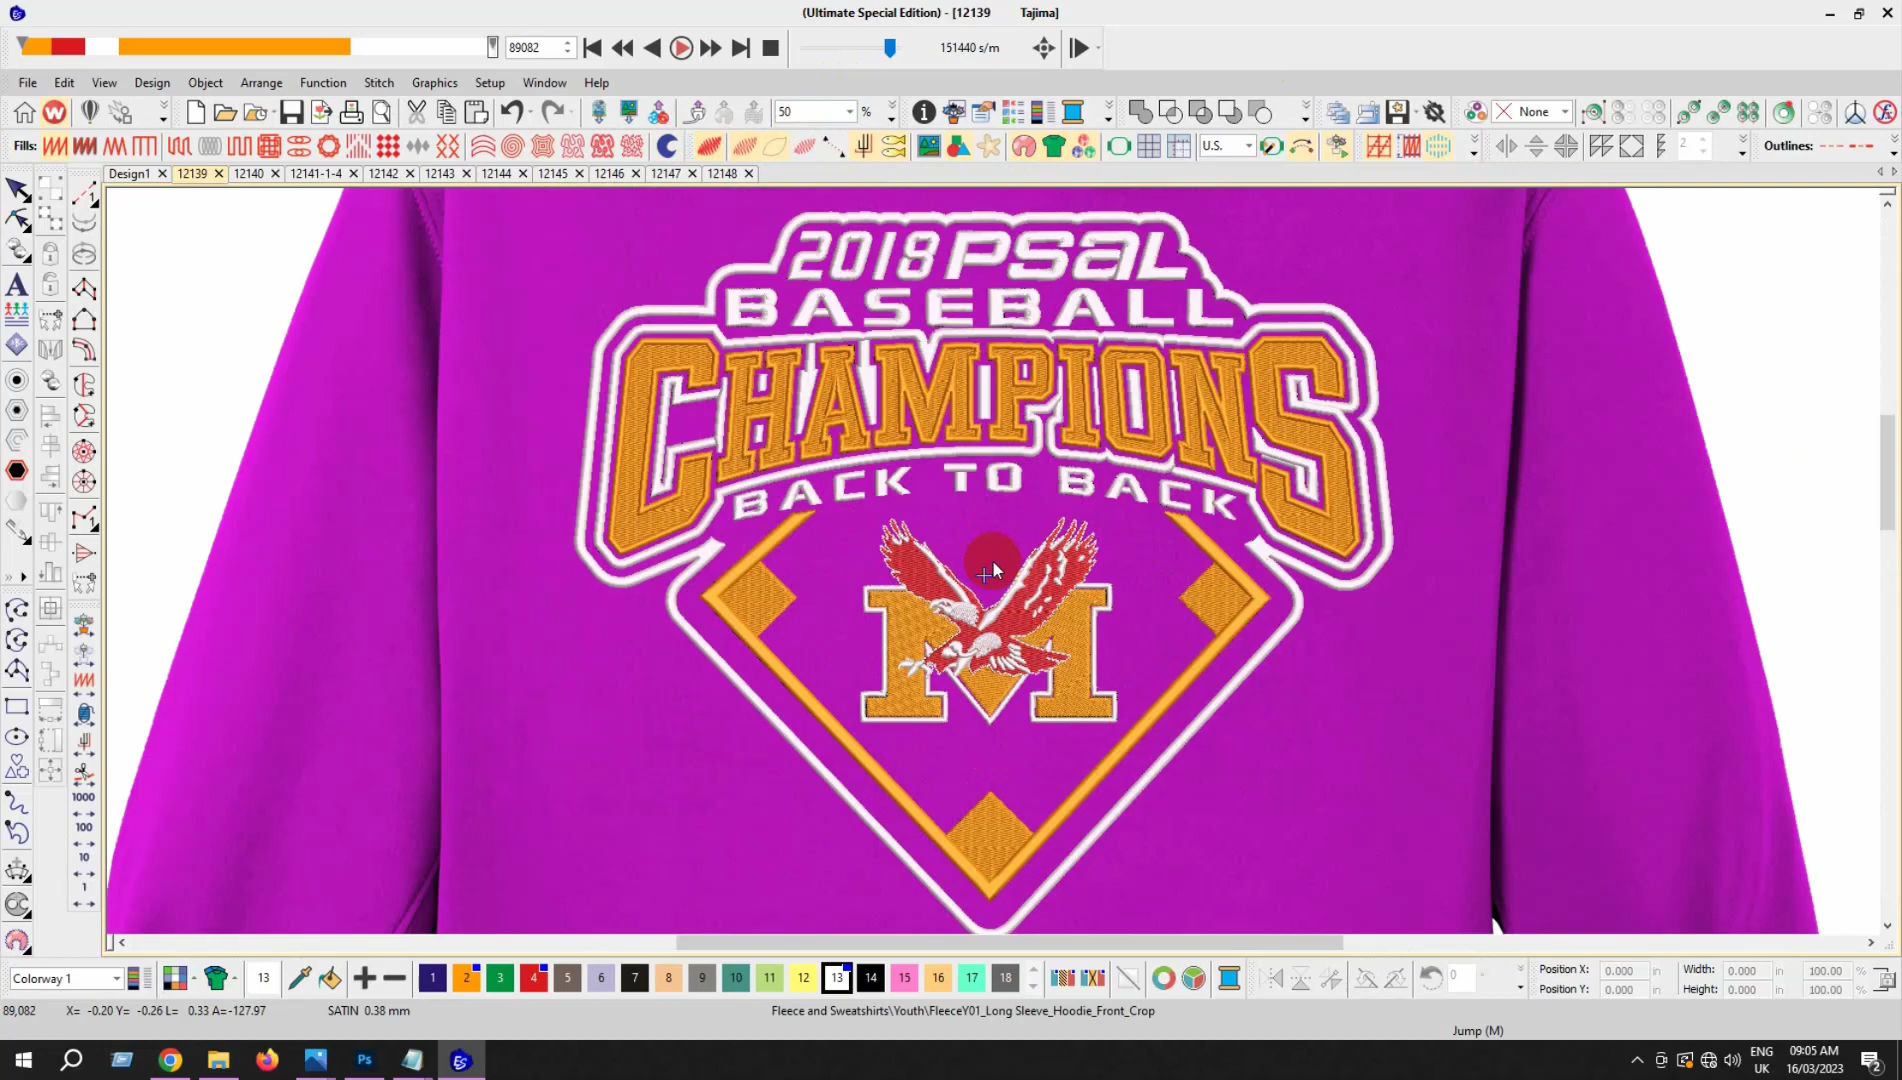 (Ultimate Special Edition) - [12139 Tajima]
89082
151440 s/m
File Edit View Design Object Arrange Function Stitch Graphics Setup Window Help
50 %
None
Fills:
U.S.
2
Outlines:
Design1 12139 12140 12141-1-4 12142 12143 12144 12145 12146 12147 12148
2018 PSAL
BASEBALL
CHAMPIONS
BACK TO BACK
M
1000
100
10
1
Colorway 1
13
1 2 3 4 5 6 7 8 9 10 11 12 13 14 15 16 17 18
0
Position X: 0.000 in
Position Y: 0.000 in
Width: 0.000 in 100.00 %
Height: 0.000 in 100.00 %
89,082
X= -0.20 Y= -0.26 L= 0.33 A=-127.97
SATIN 0.38 mm
Fleece and Sweatshirts\Youth\FleeceY01_Long Sleeve_Hoodie_Front_Crop
Jump (M)
Ps
ES
ENG
UK
09:05 AM
16/03/2023
2